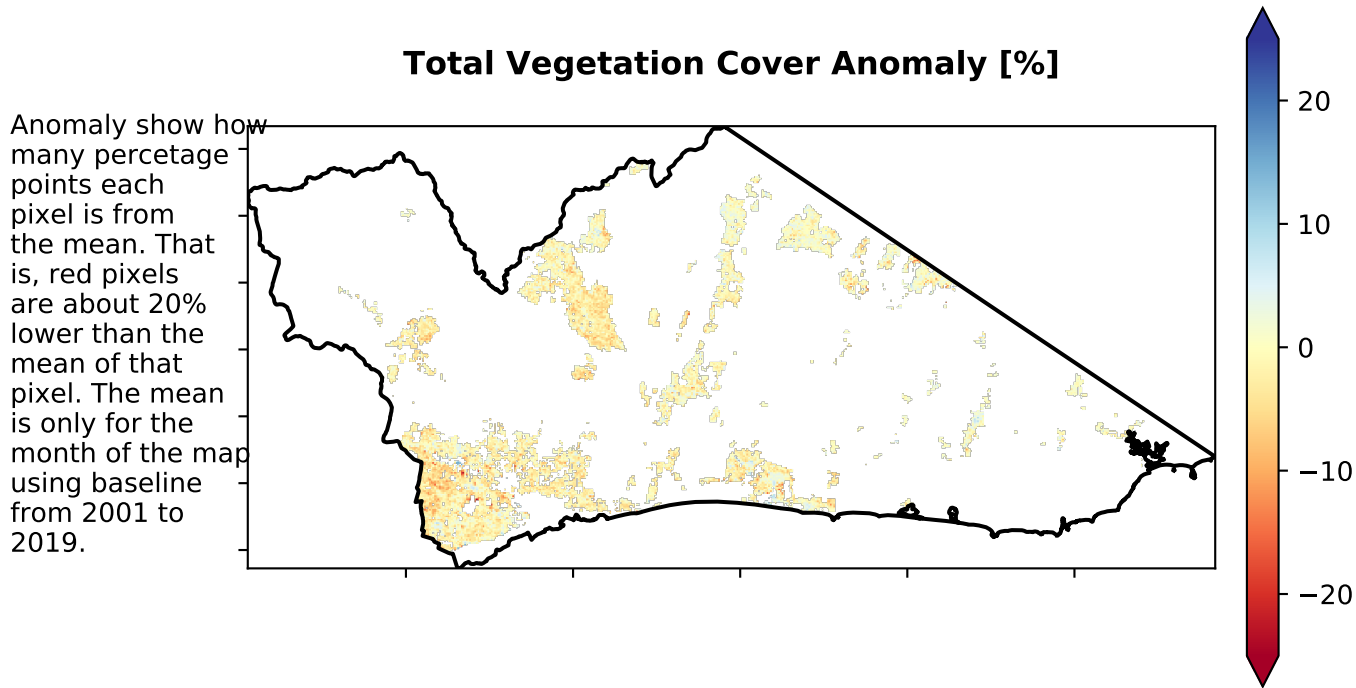 Total Vegetation Cover Anomaly [%]
Anomaly show how
many percetage
points each
pixel is from
the mean. That
is, red pixels
are about 20%
lower than the
mean of that
pixel. The mean
is only for the
month of the map
using baseline
from 2001 to
2019.
20
10
0
−10
−20